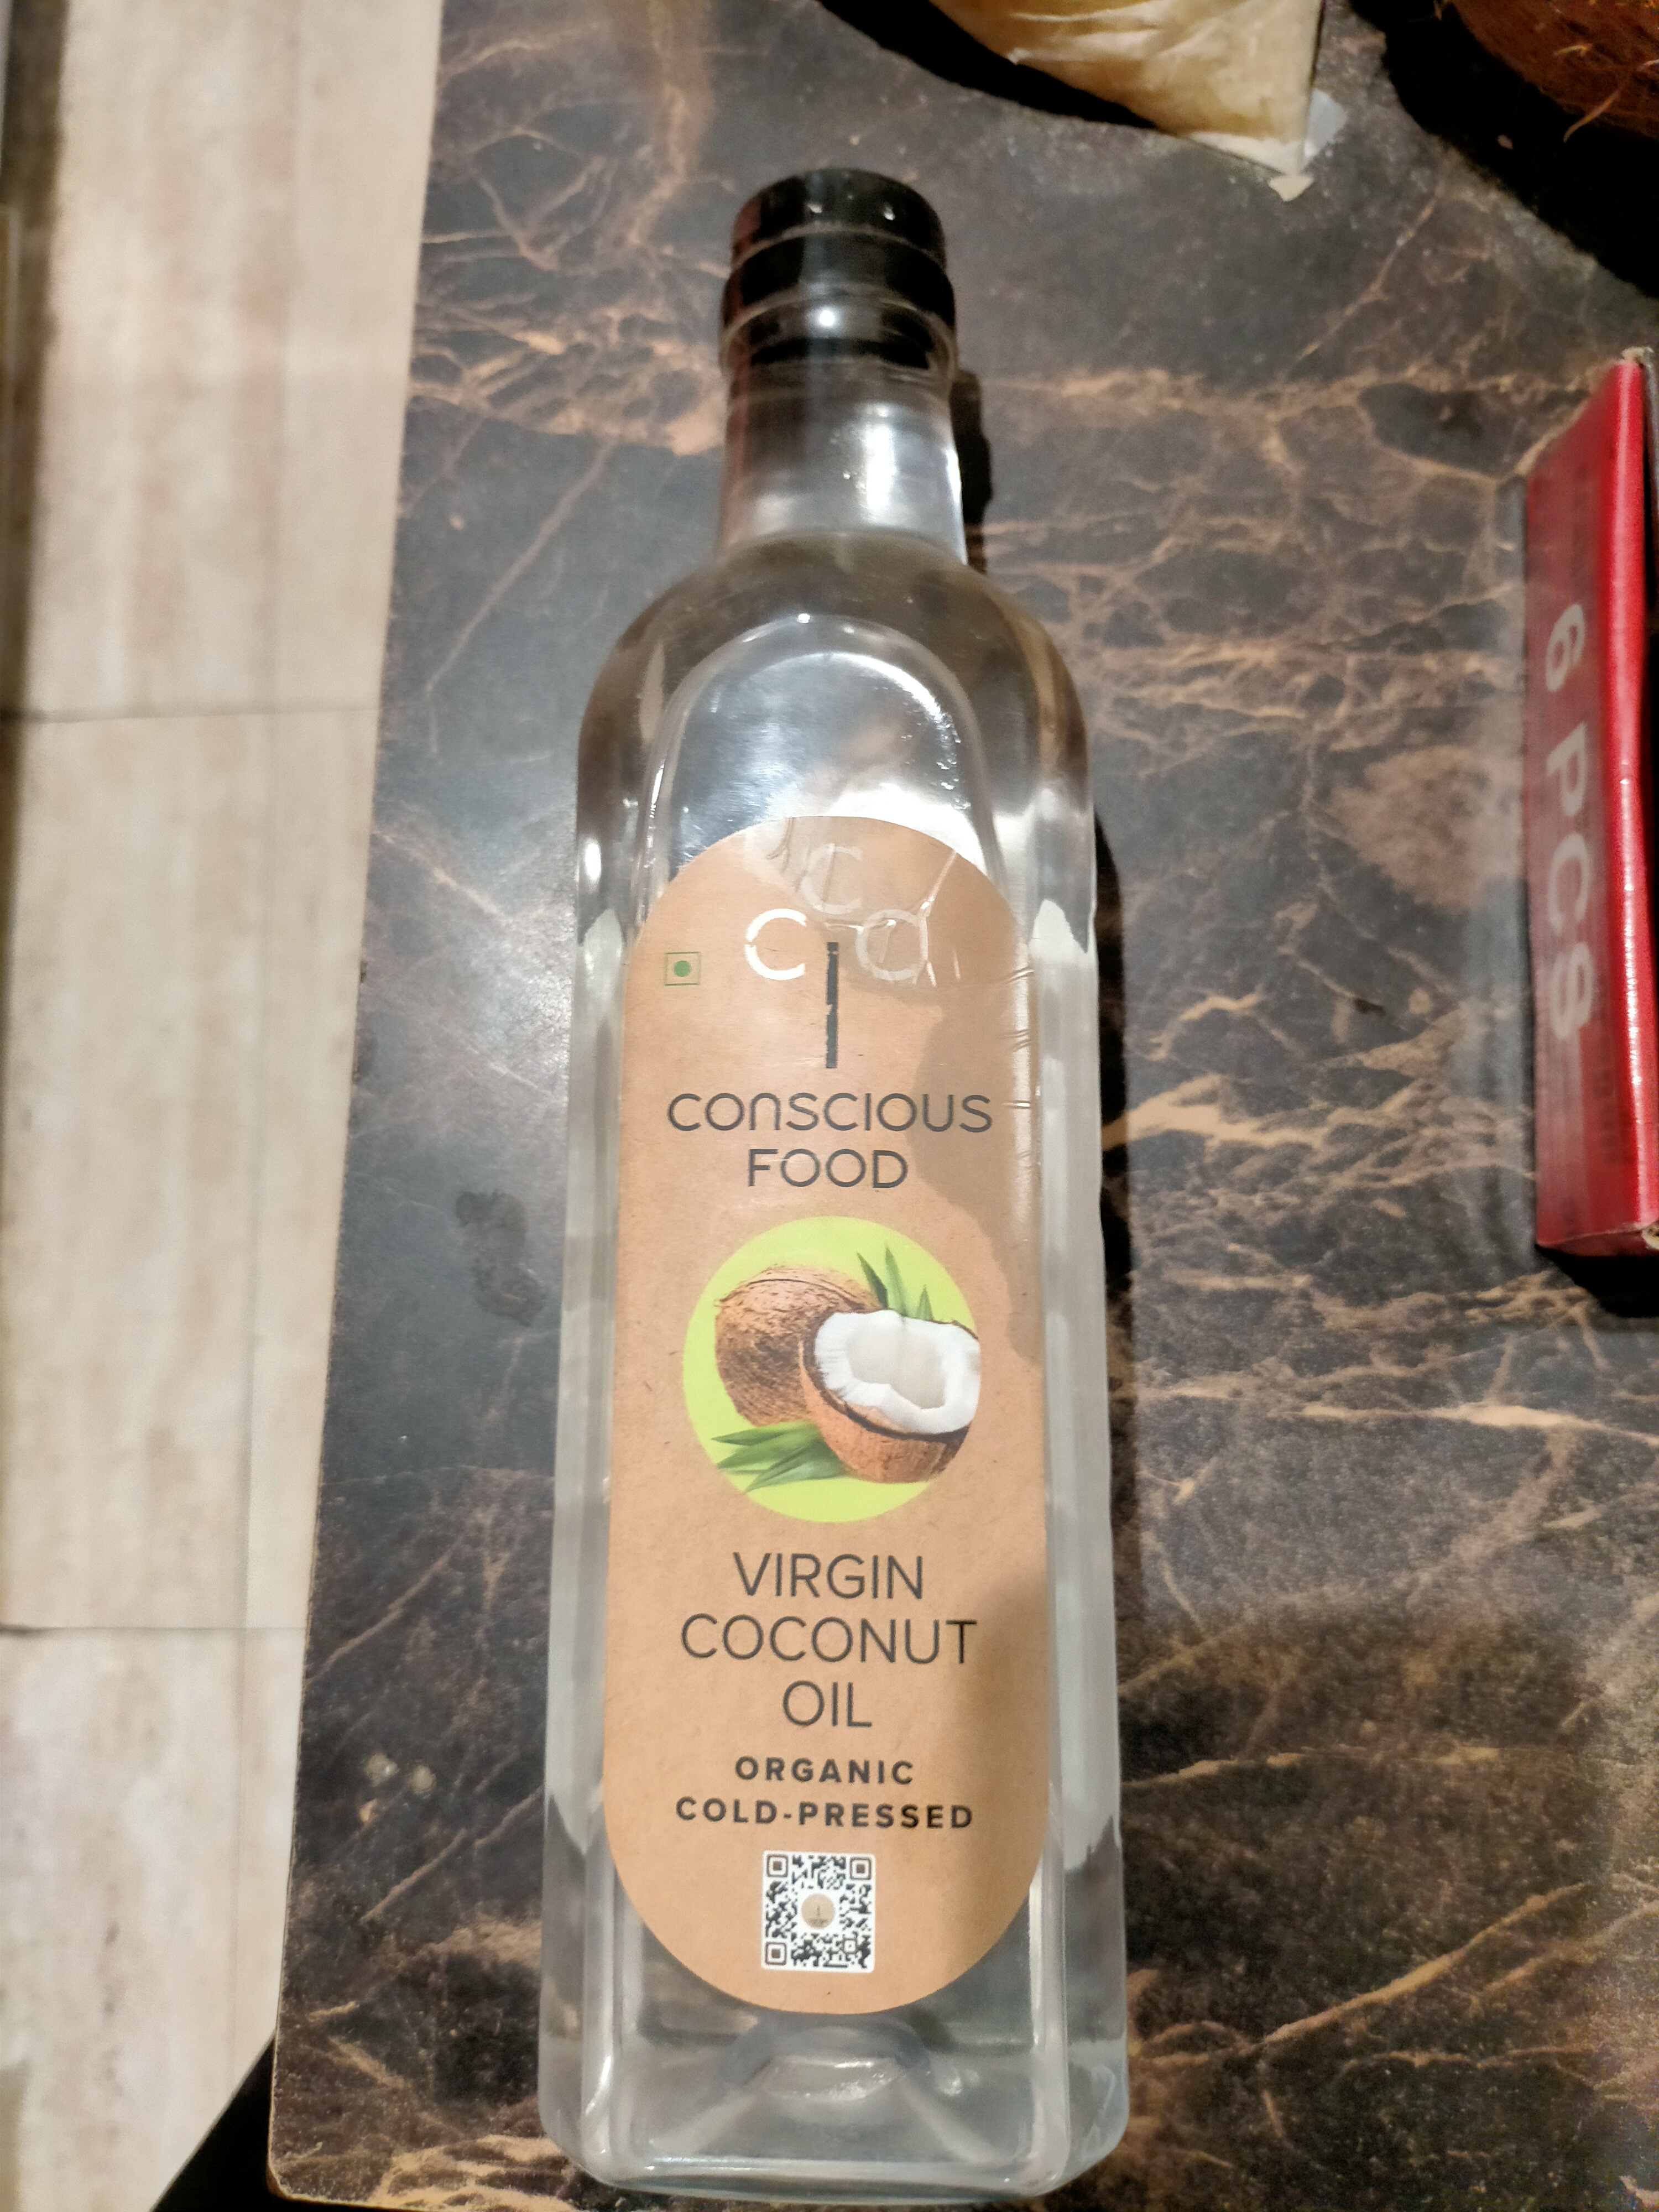 CONSCIOUS
FOOD
VIRGIN
COCONUT
OIL
ORGANIC
COLD-PRESSED
6 PCS